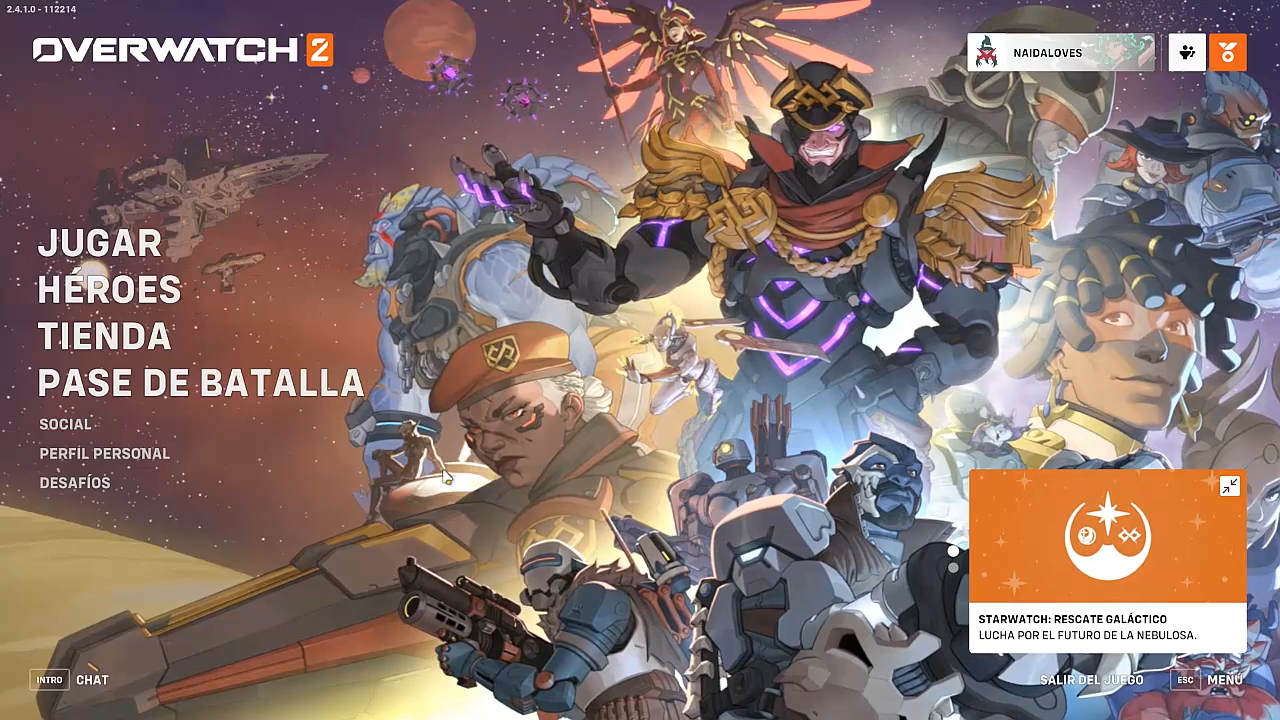 2.4.1.0 - 112214
OVERWATCH 2
NAIDALOVES
JUGAR
HÉROES
TIENDA
PASE DE BATALLA
SOCIAL
PERFIL PERSONAL
DESAFÍOS
STARWATCH: RESCATE GALÁCTICO
LUCHA POR EL FUTURO DE LA NEBULOSA.
INTRO CHAT
SALIR DEL JUEGO
ESC MENÚ